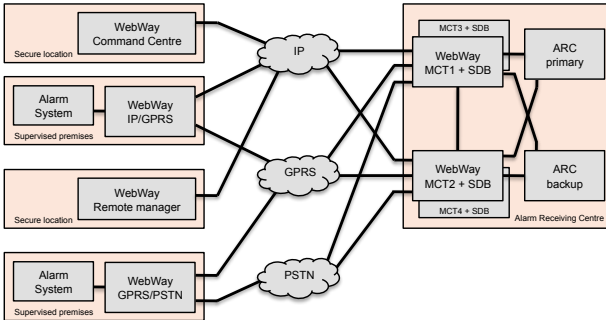 WebWay
Command Centre
Secure location
Alarm
System
WebWay
IP/GPRS
Supervised premises
WebWay
Remote manager
Secure location
Alarm
System
WebWay
GPRS/PSTN
Supervised premises
IP
GPRS
PSTN
MCT3 + SDB
WebWay
MCT1 + SDB
ARC
primary
WebWay
MCT2 + SDB
MCT4 + SDB
ARC
backup
Alarm Receiving Centre